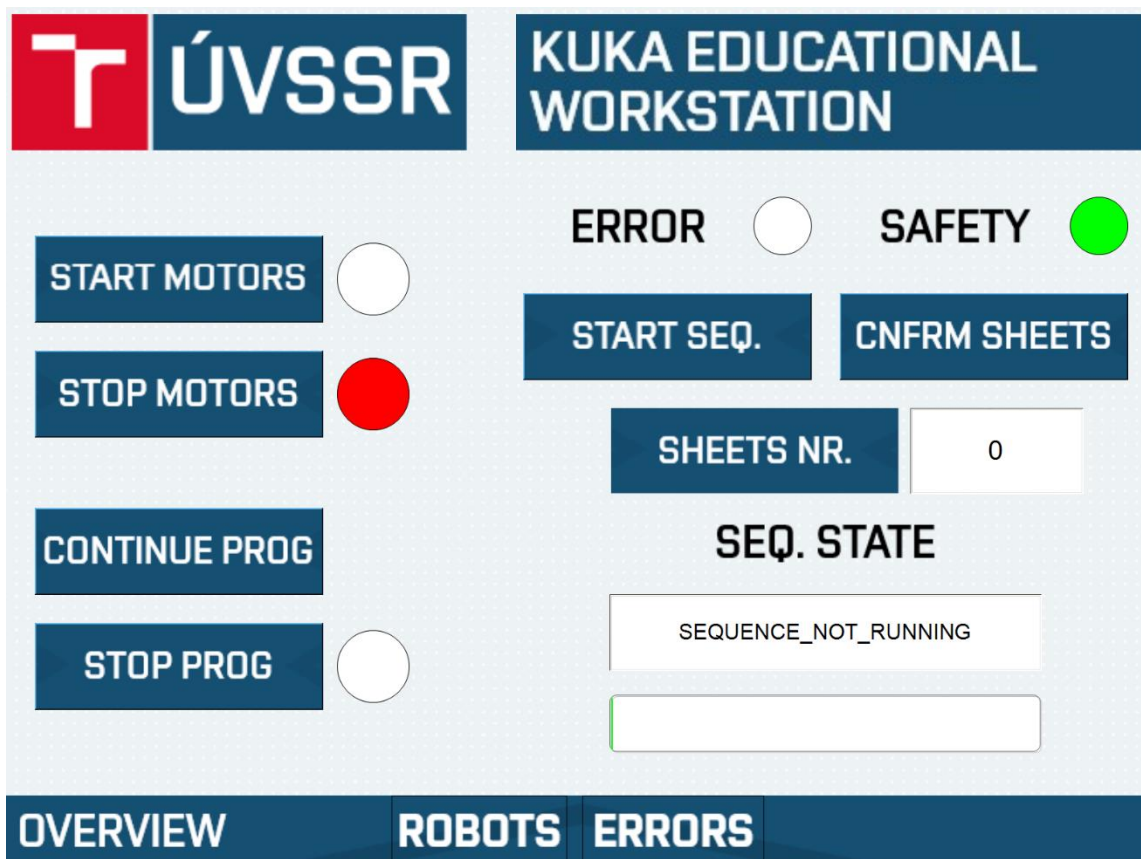 ÚVSSR
KUKA EDUCATIONAL
WORKSTATION
START MOTORS
STOP MOTORS
CONTINUE PROG
STOP PROG
ERROR
SAFETY
START SEQ.
CNFRM SHEETS
SHEETS NR.
0
SEQ. STATE
SEQUENCE_NOT_RUNNING
OVERVIEW
ROBOTS
ERRORS